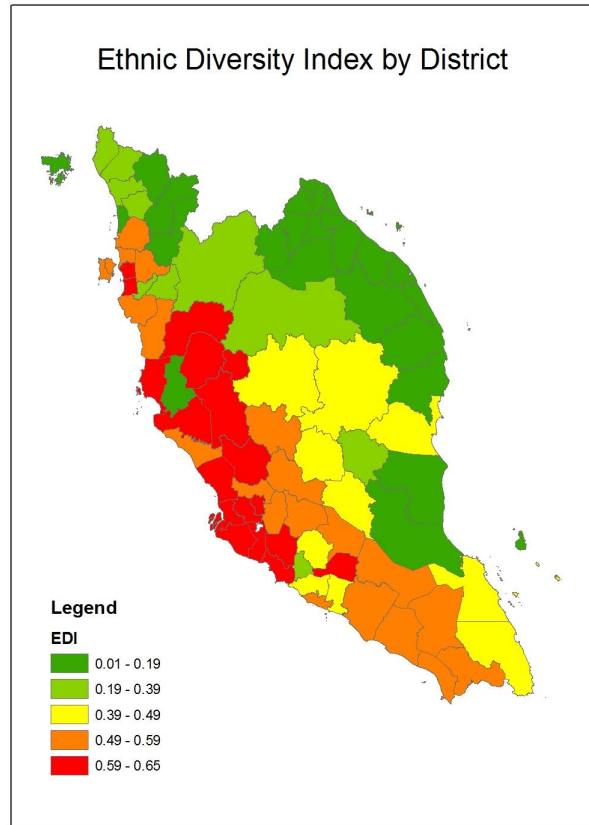 Ethnic Diversity Index by District
Legend
EDI
0.01 - 0.19
0.19 - 0.39
0.39 - 0.49
0.49 - 0.59
0.59 - 0.65